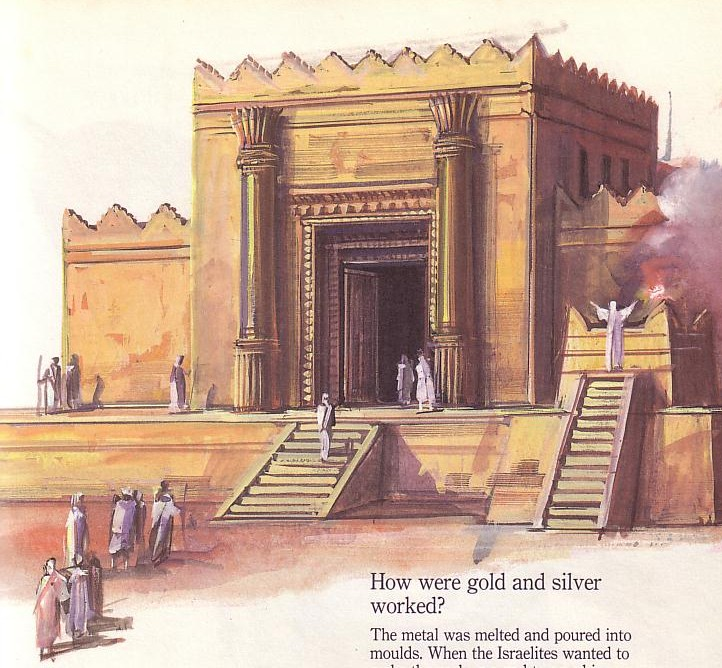 How were gold and silver
worked?
The metal was melted and poured into
moulds. When the Israelites wanted to